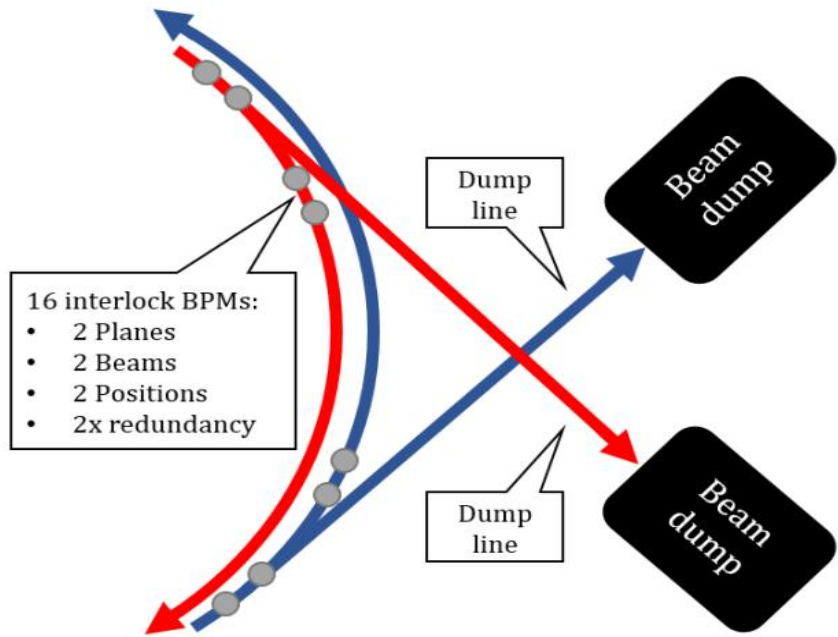 Beam
dump
Dump
line
16 interlock BPMs:
• 2 Planes
• 2 Beams
• 2 Positions
• 2x redundancy
Dump
line
Beam
dump